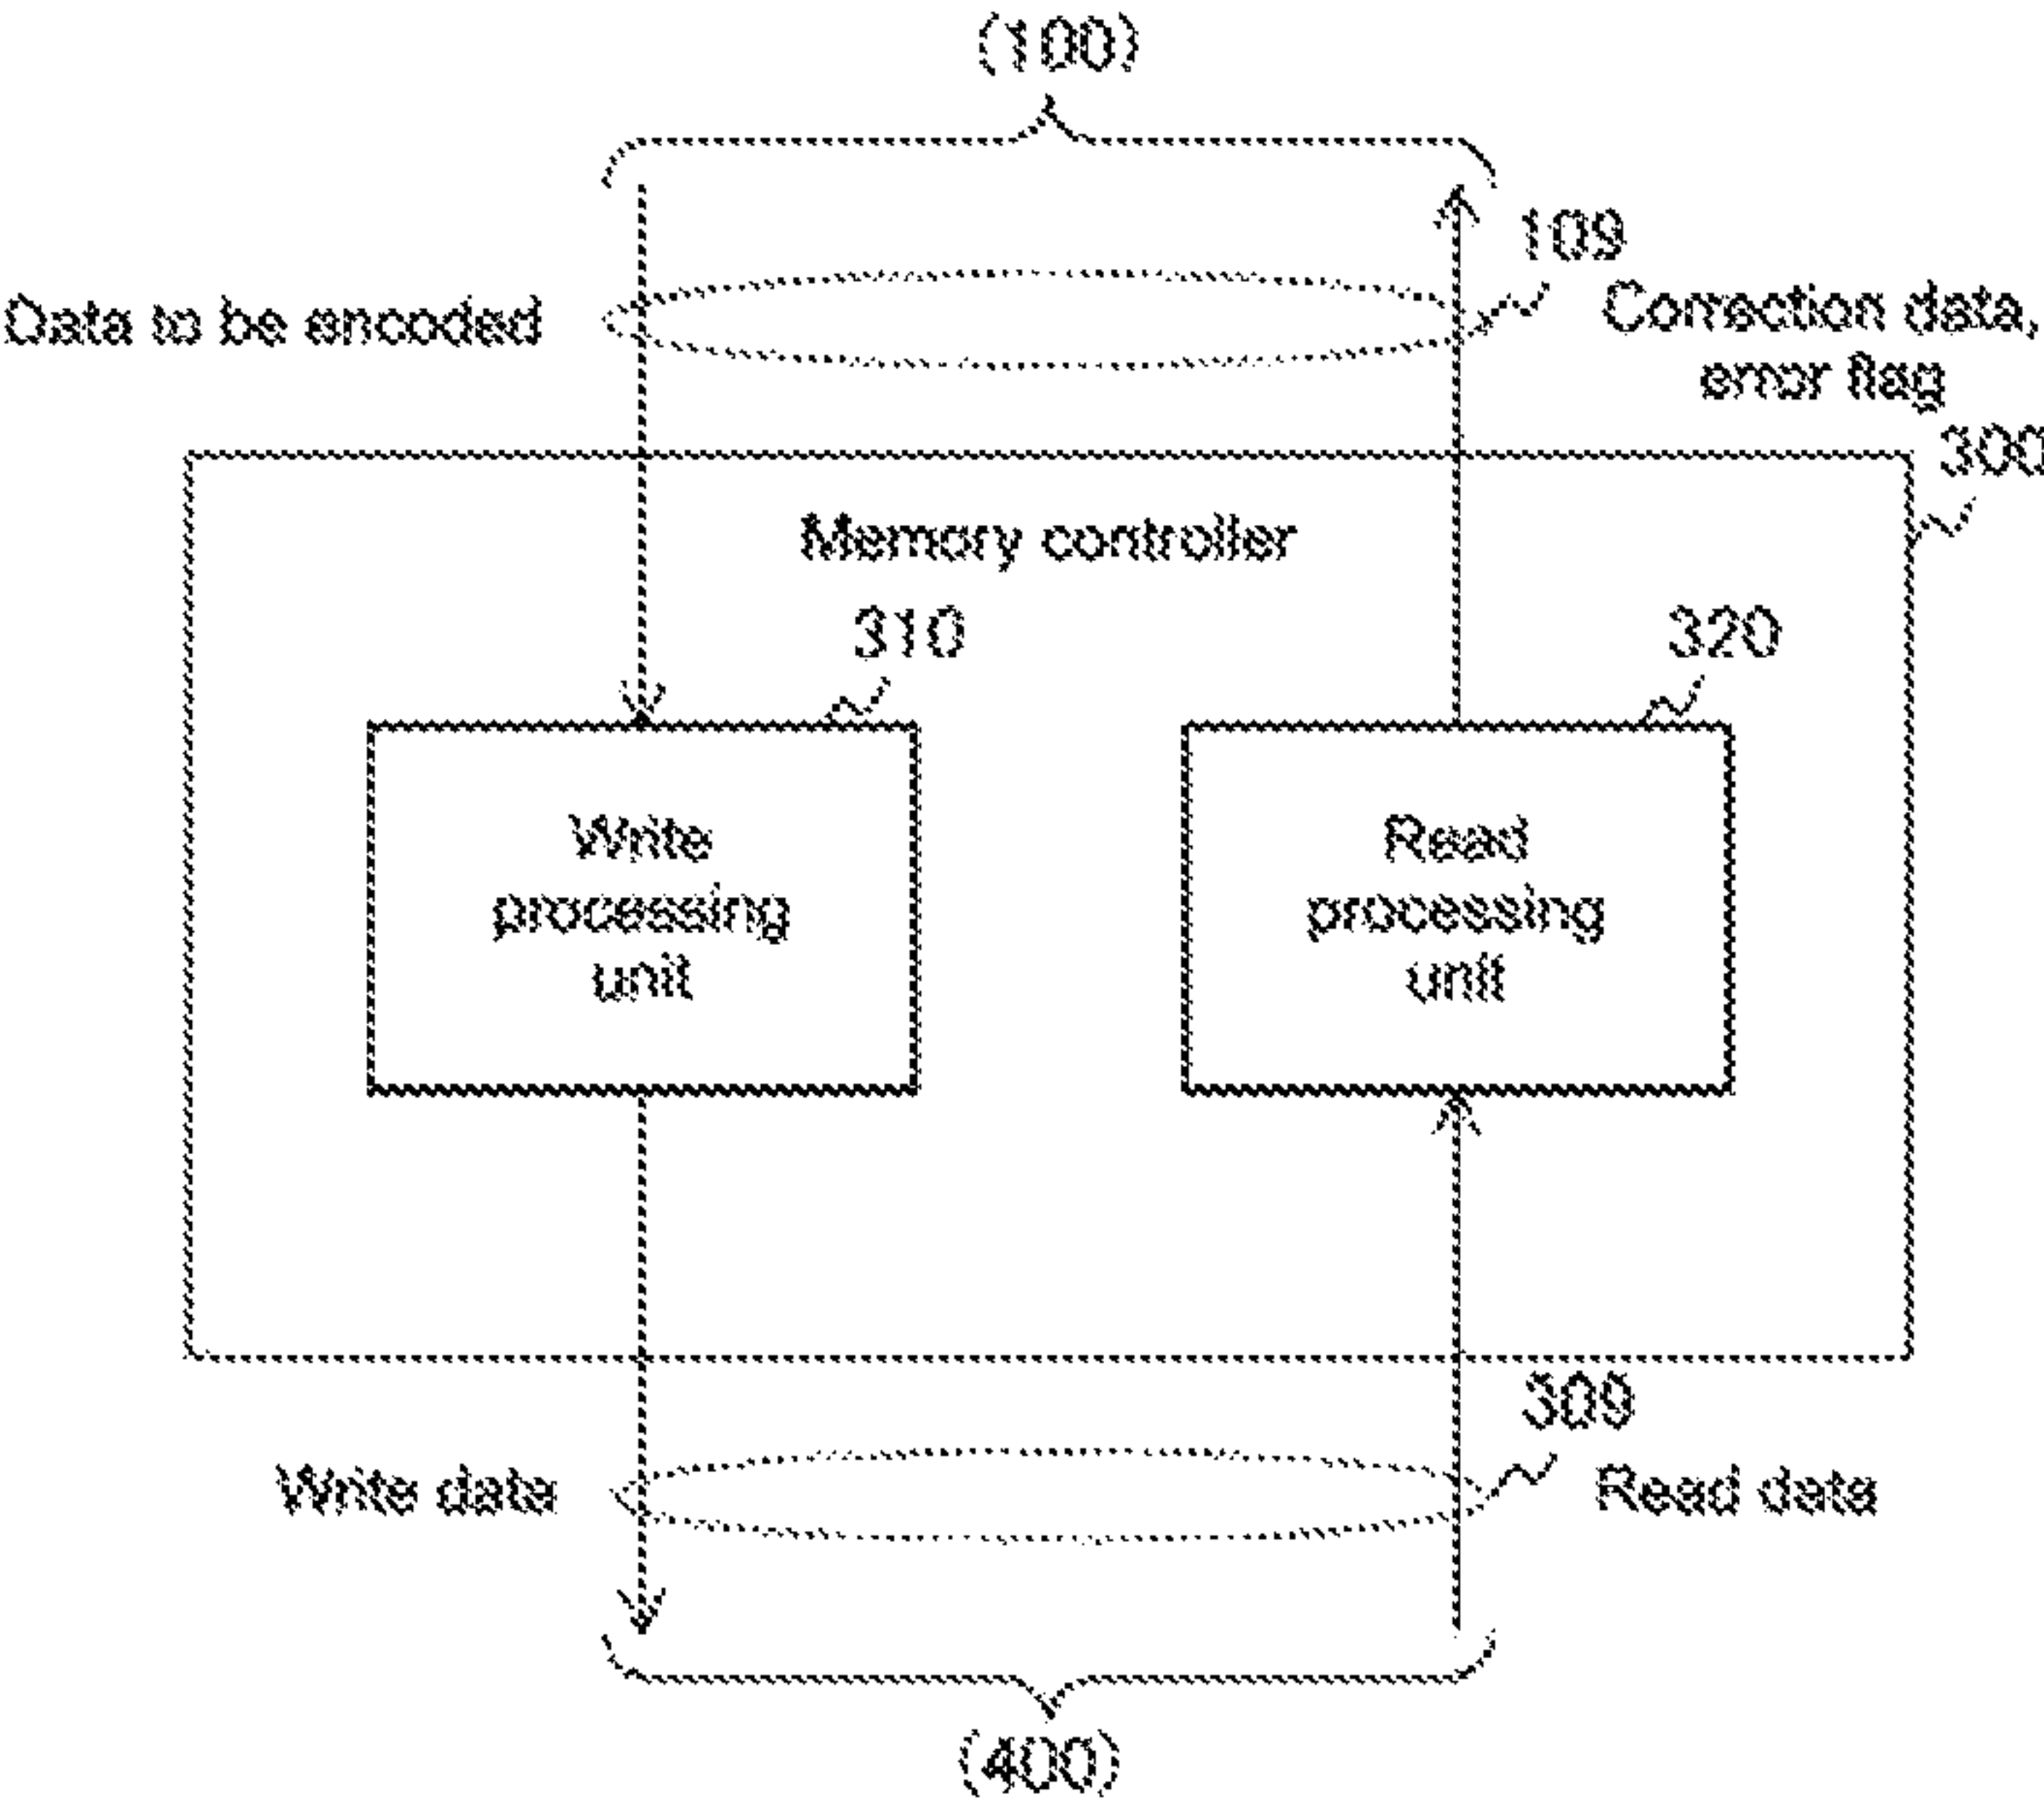 (100)
109
Data to be encoded
Correction data,
error flag
300
Memory controller
310
320
Write
processing
unit
Read
processing
unit
309
Write data
Read data
(400)